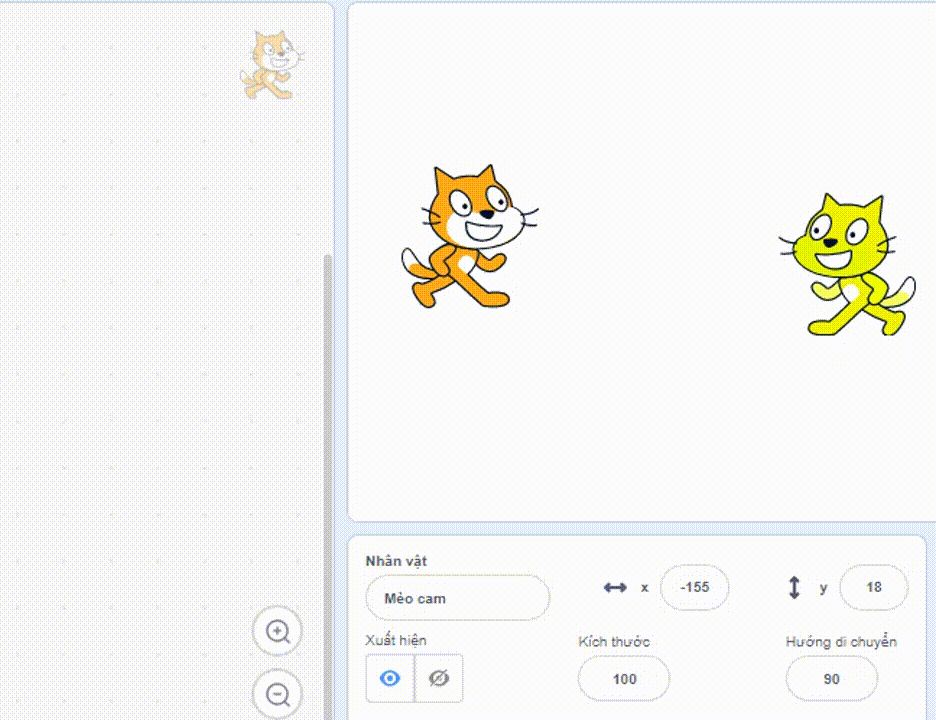 Nhân vật
Mèo cam
x -155
y 18
Xuất hiện
Kích thước
Hướng di chuyển
100
90